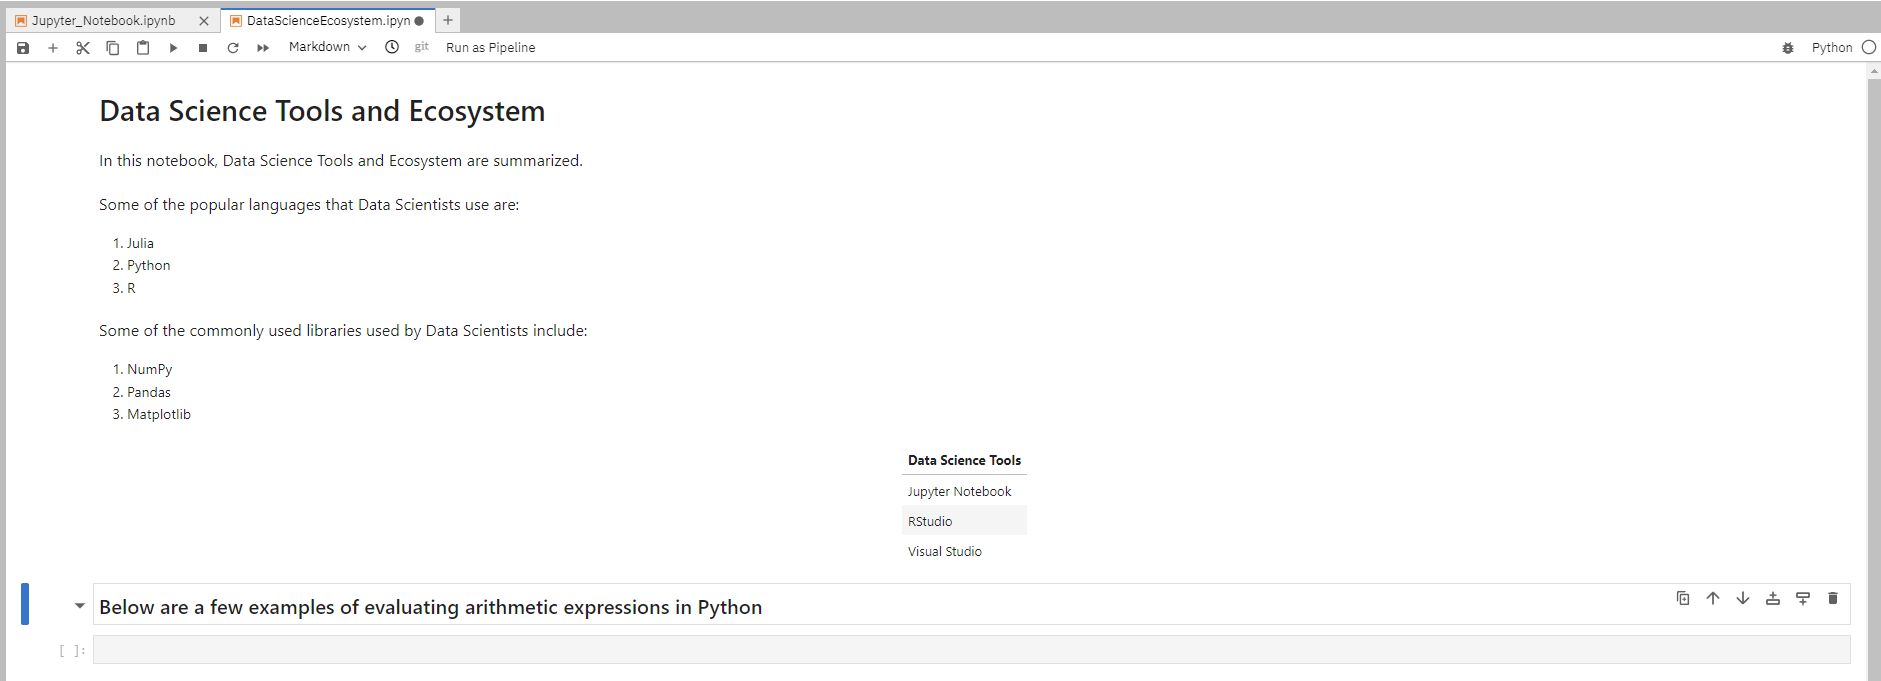 Jupyter_Notebook.ipynb
DataScienceEcosystem.ipyn
Markdown
git
Run as Pipeline
Python
Data Science Tools and Ecosystem
In this notebook, Data Science Tools and Ecosystem are summarized.
Some of the popular languages that Data Scientists use are:
1. Julia
2. Python
3. R
Some of the commonly used libraries used by Data Scientists include:
1. NumPy
2. Pandas
3. Matplotlib
Data Science Tools
Jupyter Notebook
RStudio
Visual Studio
Below are a few examples of evaluating arithmetic expressions in Python
[ ]: